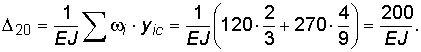 Δ₂₀ = 1/EJ ∑ ωᵢ · yᵢc = 1/EJ (120 · 2/3 + 270 · 4/9) = 200/EJ.